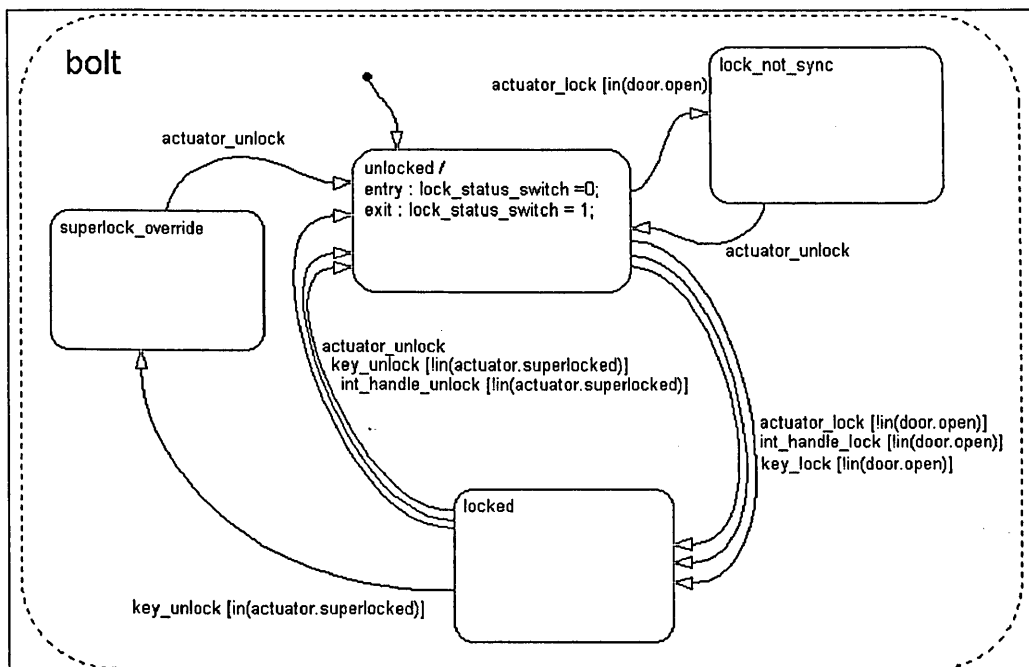 bolt
lock_not_sync
actuator_lock [in(door.open)
actuator_unlock
unlocked /
entry : lock_status_switch =0;
exit : lock_status_switch = 1;
superlock_override
actuator_unlock
actuator_unlock
key_unlock [!in(actuator.superlocked)]
int_handle_unlock [!in(actuator.superlocked)]
actuator_lock [!in(door.open)]
int_handle_lock [!in(door.open)]
key_lock [!in(door.open)]
locked
key_unlock [in(actuator.superlocked)]